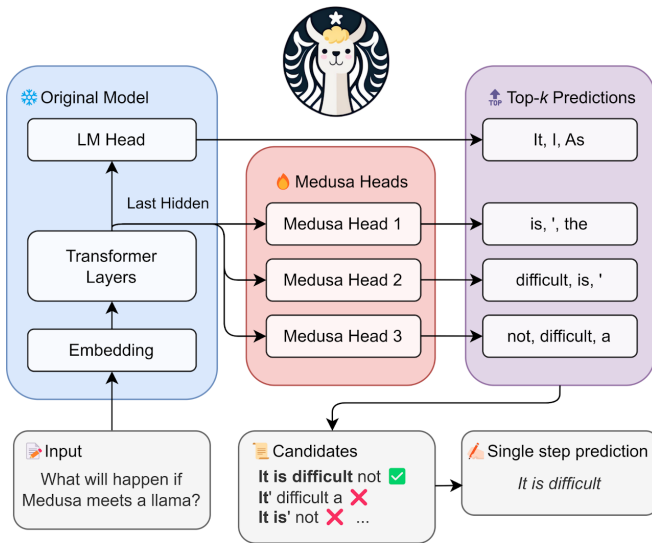 Original Model
LM Head
Last Hidden
Transformer
Layers
Embedding
Medusa Heads
Medusa Head 1
Medusa Head 2
Medusa Head 3
TOP
Top-k Predictions
It, I, As
is, ', the
difficult, is, '
not, difficult, a
Input
What will happen if
Medusa meets a llama?
Candidates
It is difficult not
It' difficult a
It is' not ...
Single step prediction
It is difficult